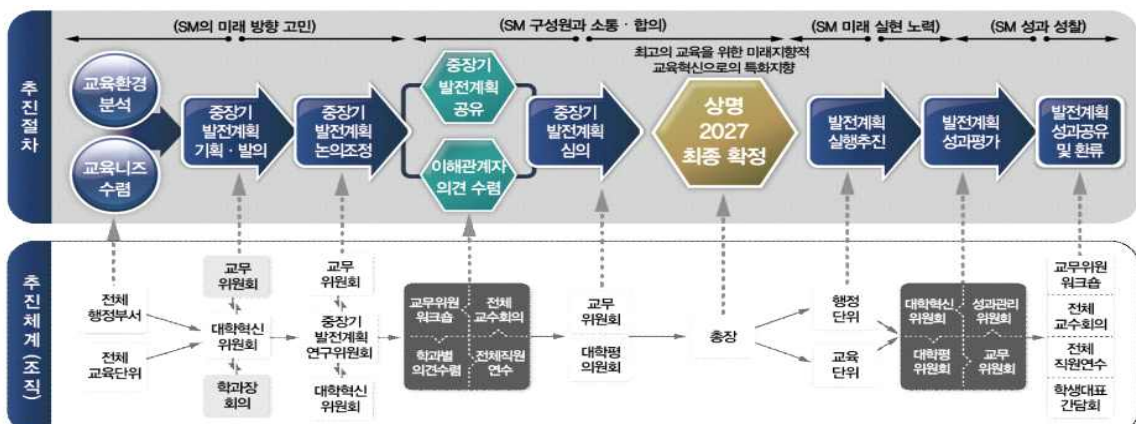 (SM의 미래 방향 고민)
(SM 구성원과 소통 · 합의)
(SM 미래 실현 노력)
(SM 성과 성찰)
추진절차
교육환경
분석
교육니즈
수렴
중장기
발전계획
기획 · 발의
중장기
발전계획
논의조정
중장기
발전계획
공유
이해관계자
의견 수렴
중장기
발전계획
심의
최고의 교육을 위한 미래지향적
교육혁신으로의 특화지향
상명
2027
최종 확정
발전계획
실행추진
발전계획
성과평가
발전계획
성과공유
및 환류
추진체계(조직)
전체
행정부서
전체
교육단위
교무
위원회
대학혁신
위원회
학과장
회의
교무
위원회
중장기
발전계획
연구위원회
대학혁신
위원회
교무위원
워크숍
전체
교수회의
학과별
의견수렴
전체직원
연수
교무
위원회
대학평
의원회
총장
행정
단위
교육
단위
대학혁신
위원회
성과관리
위원회
대학평
위원회
교무
위원회
교무위원
워크숍
전체
교수회의
전체
직원연수
학생대표
간담회